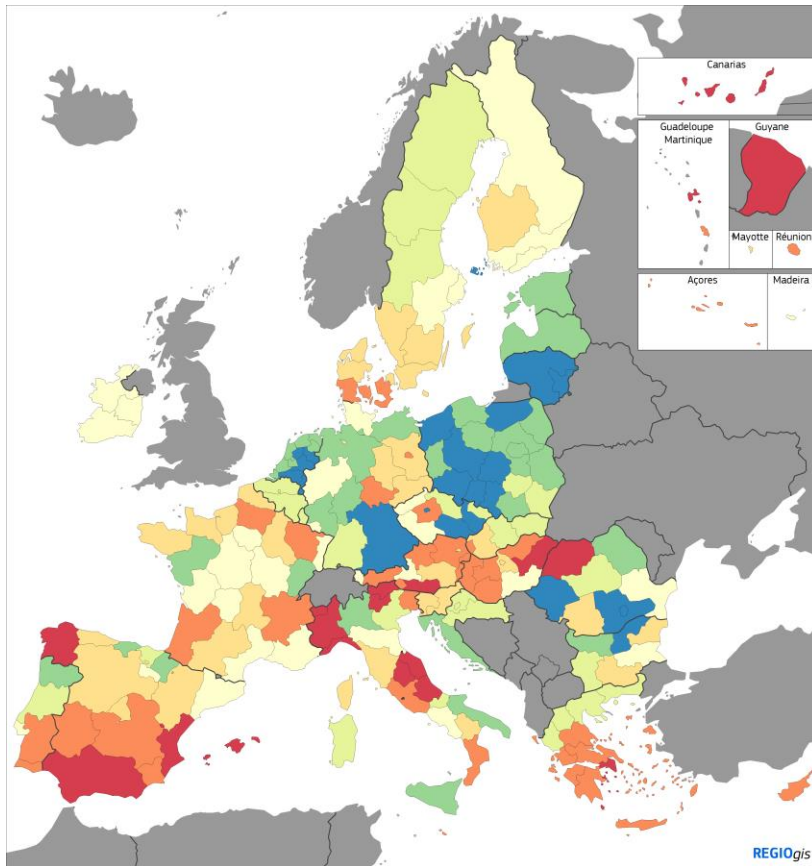 Canarias
Guadeloupe
Martinique
Guyane
Mayotte
Réunion
Açores
Madeira
REGIOgis